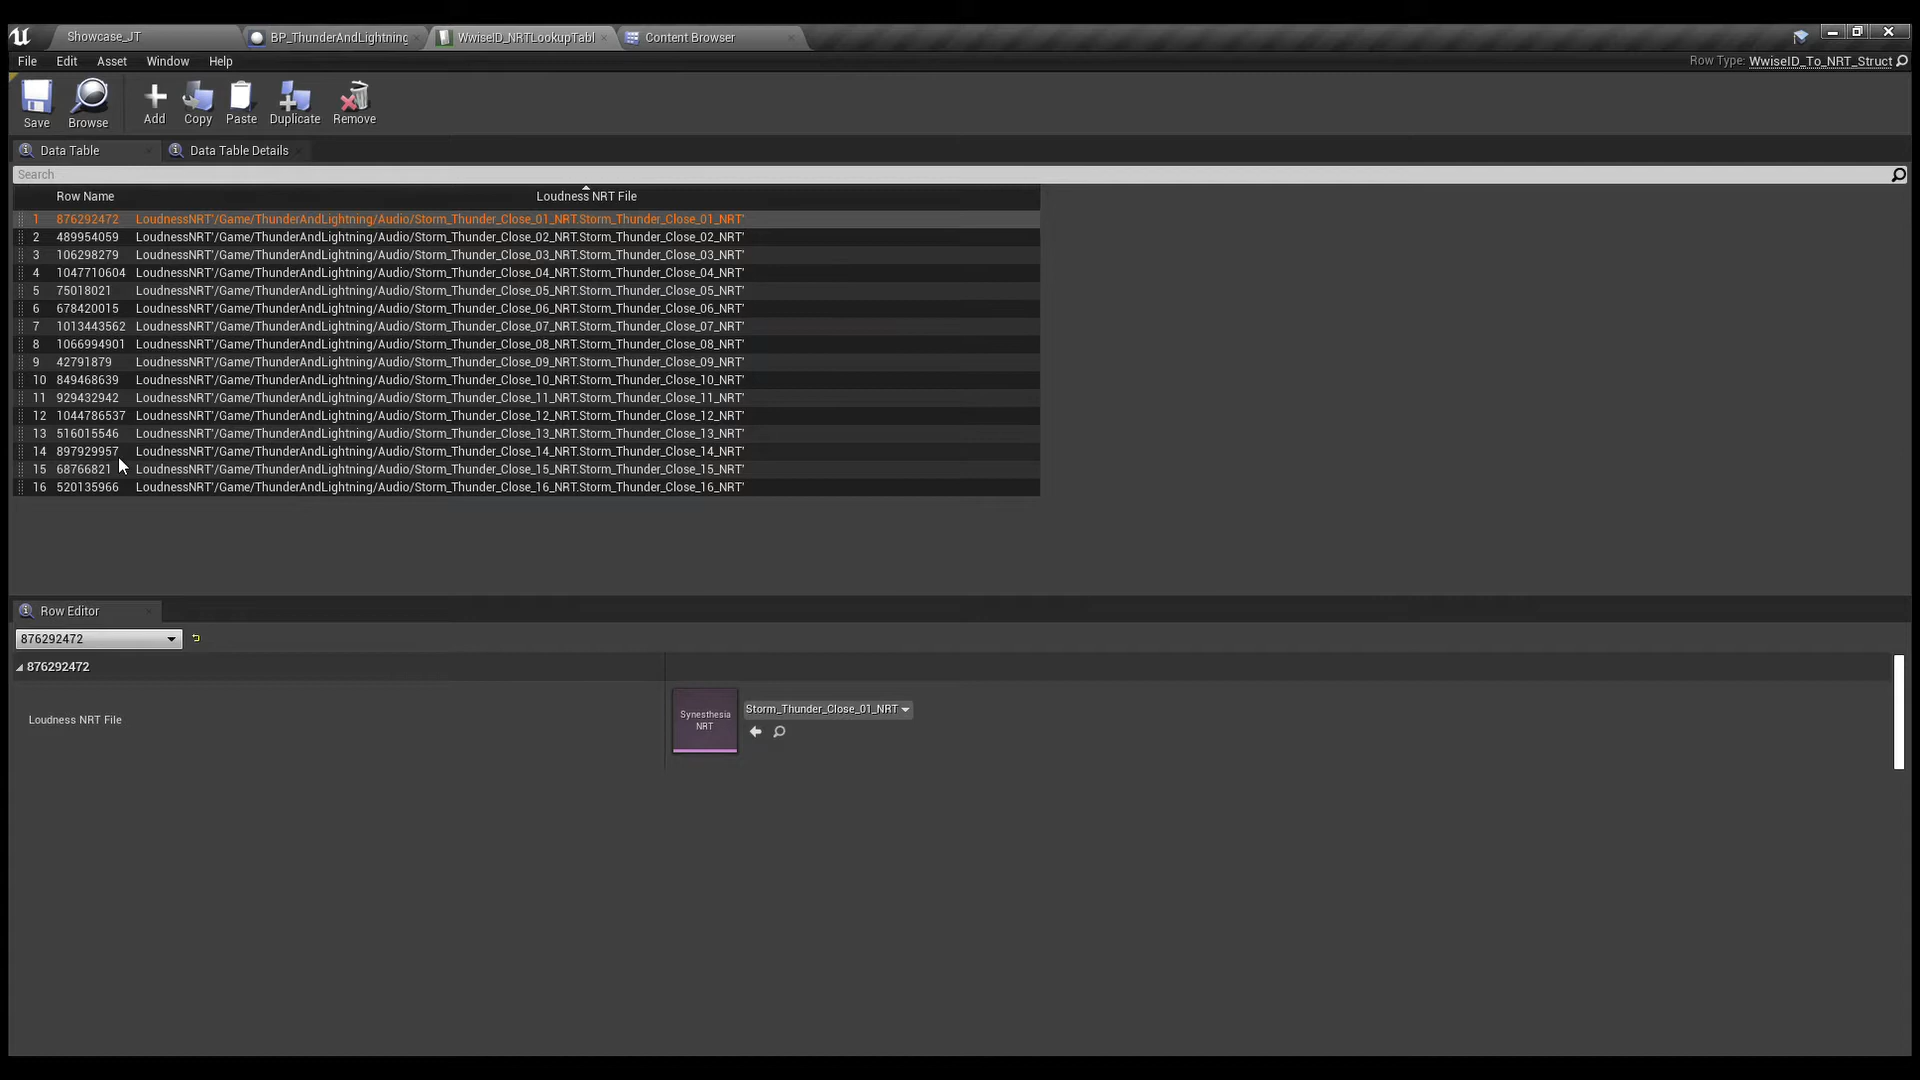 Showcase_JT BP_ThunderAndLightning WwiseID_NRTLookupTabl Content Browser
File Edit Asset Window Help Row Type: WwiseID_To_NRT_Struct
Save Browse Add Copy Paste Duplicate Remove
Data Table Data Table Details
Search
Row Name Loudness NRT File
1 876292472 LoudnessNRT'/Game/ThunderAndLightning/Audio/Storm_Thunder_Close_01_NRT.Storm_Thunder_Close_01_NRT'
2 489954059 LoudnessNRT'/Game/ThunderAndLightning/Audio/Storm_Thunder_Close_02_NRT.Storm_Thunder_Close_02_NRT'
3 106298279 LoudnessNRT'/Game/ThunderAndLightning/Audio/Storm_Thunder_Close_03_NRT.Storm_Thunder_Close_03_NRT'
4 1047710604 LoudnessNRT'/Game/ThunderAndLightning/Audio/Storm_Thunder_Close_04_NRT.Storm_Thunder_Close_04_NRT'
5 75018021 LoudnessNRT'/Game/ThunderAndLightning/Audio/Storm_Thunder_Close_05_NRT.Storm_Thunder_Close_05_NRT'
6 678420015 LoudnessNRT'/Game/ThunderAndLightning/Audio/Storm_Thunder_Close_06_NRT.Storm_Thunder_Close_06_NRT'
7 1013443562 LoudnessNRT'/Game/ThunderAndLightning/Audio/Storm_Thunder_Close_07_NRT.Storm_Thunder_Close_07_NRT'
8 1066994901 LoudnessNRT'/Game/ThunderAndLightning/Audio/Storm_Thunder_Close_08_NRT.Storm_Thunder_Close_08_NRT'
9 42791879 LoudnessNRT'/Game/ThunderAndLightning/Audio/Storm_Thunder_Close_09_NRT.Storm_Thunder_Close_09_NRT'
10 849468639 LoudnessNRT'/Game/ThunderAndLightning/Audio/Storm_Thunder_Close_10_NRT.Storm_Thunder_Close_10_NRT'
11 929432942 LoudnessNRT'/Game/ThunderAndLightning/Audio/Storm_Thunder_Close_11_NRT.Storm_Thunder_Close_11_NRT'
12 1044786537 LoudnessNRT'/Game/ThunderAndLightning/Audio/Storm_Thunder_Close_12_NRT.Storm_Thunder_Close_12_NRT'
13 516015546 LoudnessNRT'/Game/ThunderAndLightning/Audio/Storm_Thunder_Close_13_NRT.Storm_Thunder_Close_13_NRT'
14 897929957 LoudnessNRT'/Game/ThunderAndLightning/Audio/Storm_Thunder_Close_14_NRT.Storm_Thunder_Close_14_NRT'
15 68766821 LoudnessNRT'/Game/ThunderAndLightning/Audio/Storm_Thunder_Close_15_NRT.Storm_Thunder_Close_15_NRT'
16 520135966 LoudnessNRT'/Game/ThunderAndLightning/Audio/Storm_Thunder_Close_16_NRT.Storm_Thunder_Close_16_NRT'
Row Editor
876292472
876292472
Loudness NRT File
Synesthesia
NRT
Storm_Thunder_Close_01_NRT